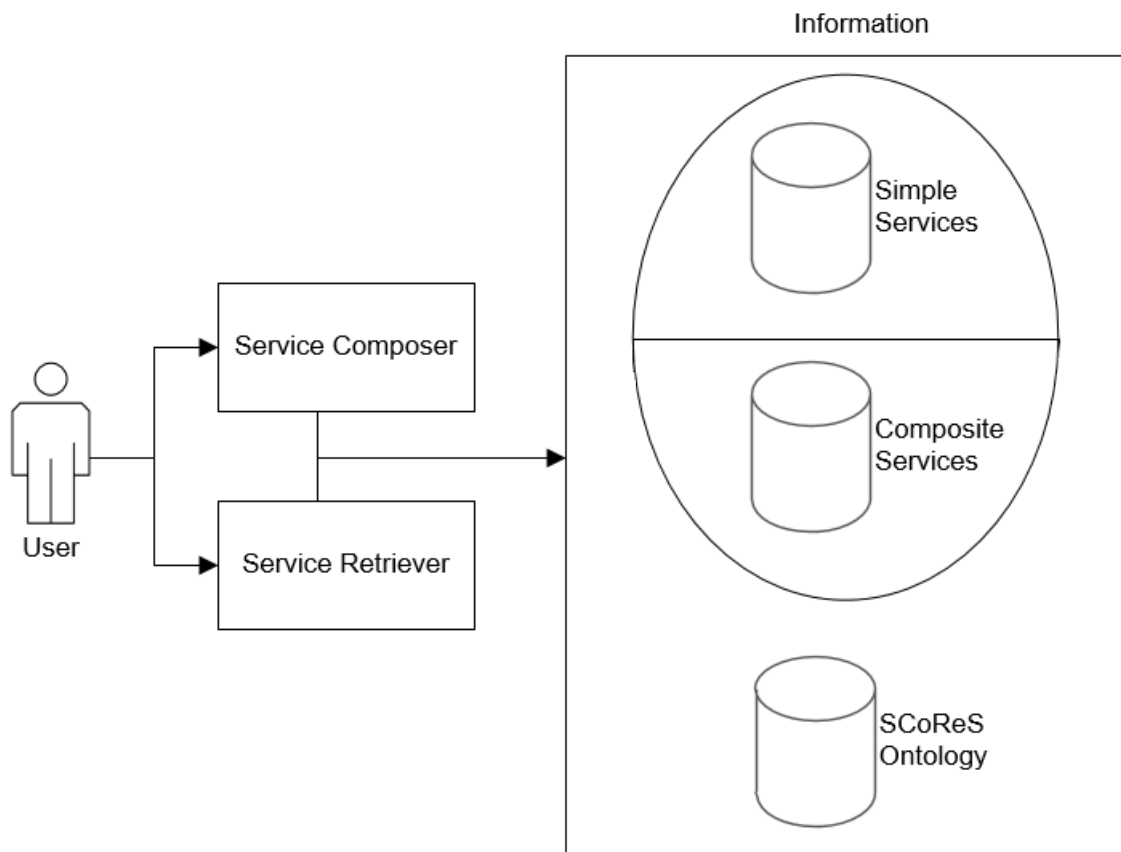 Information
Simple
Services
Service Composer
Composite
Services
User
Service Retriever
SCoReS
Ontology